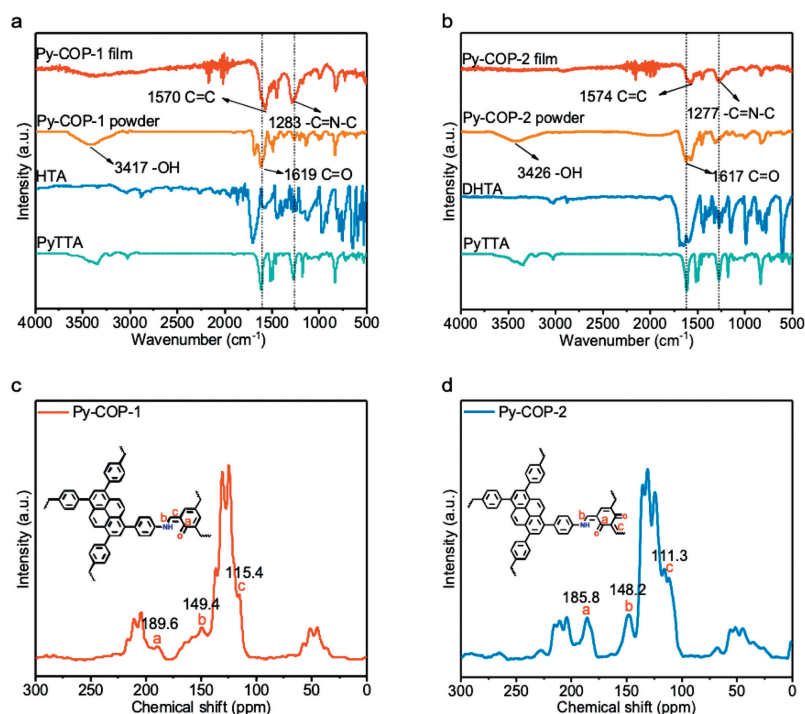 a
Py-COP-1 film
1570 C=C
1283 -C=N-C
Py-COP-1 powder
3417 -OH
1619 C=O
HTA
PyTTA
Intensity (a.u.)
4000 3500 3000 2500 2000 1500 1000 500
Wavenumber (cm⁻¹)
b
Py-COP-2 film
1574 C=C
1277 -C=N-C
Py-COP-2 powder
3426 -OH
1617 C=O
DHTA
PyTTA
Intensity (a.u.)
4000 3500 3000 2500 2000 1500 1000 500
Wavenumber (cm⁻¹)
c
Py-COP-1
b c
a
NH
O
115.4
c
149.4
b
189.6
a
Intensity (a.u.)
300 250 200 150 100 50 0
Chemical shift (ppm)
d
Py-COP-2
b
O
a
NH
c
O
111.3
c
185.8
a
148.2
b
Intensity (a.u.)
300 250 200 150 100 50 0
Chemical shift (ppm)